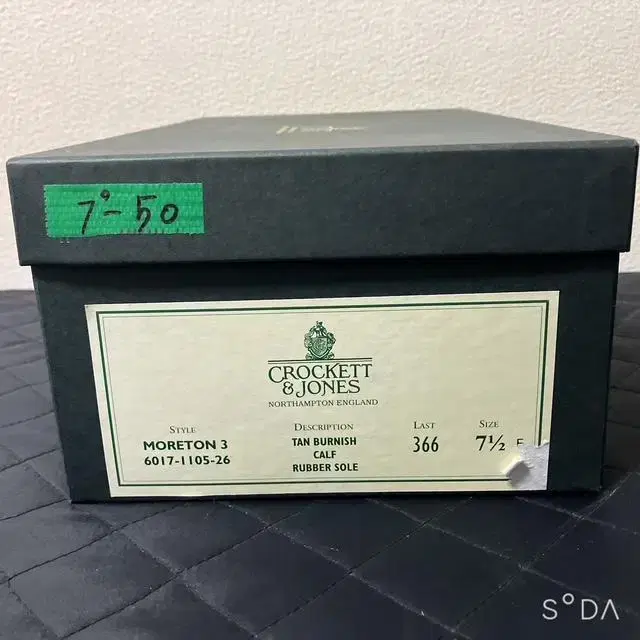 7°-50
CROCKETT
& JONES
NORTHAMPTON ENGLAND
STYLE
MORETON 3
6017-1105-26
DESCRIPTION
TAN BURNISH
CALF
RUBBER SOLE
LAST
366
SIZE
7½ E
S°DA